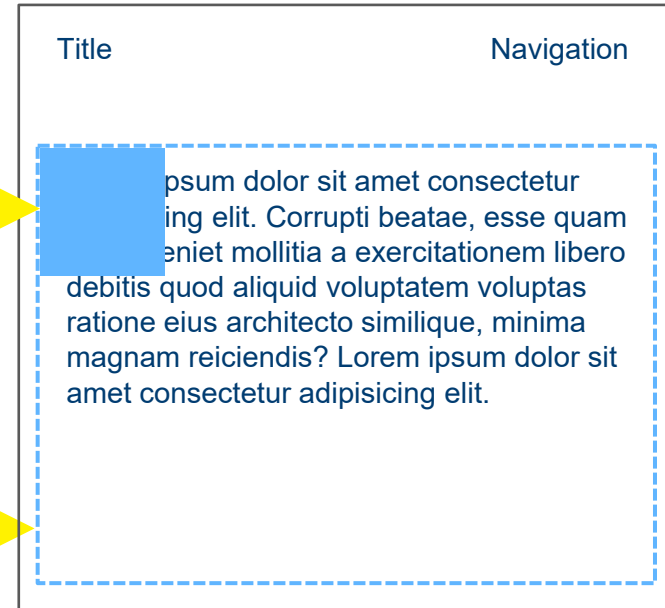 Title
Navigation
psum dolor sit amet consectetur
ing elit. Corrupti beatae, esse quam
eniet mollitia a exercitationem libero
debitis quod aliquid voluptatem voluptas
ratione eius architecto similique, minima
magnam reiciendis? Lorem ipsum dolor sit
amet consectetur adipisicing elit.